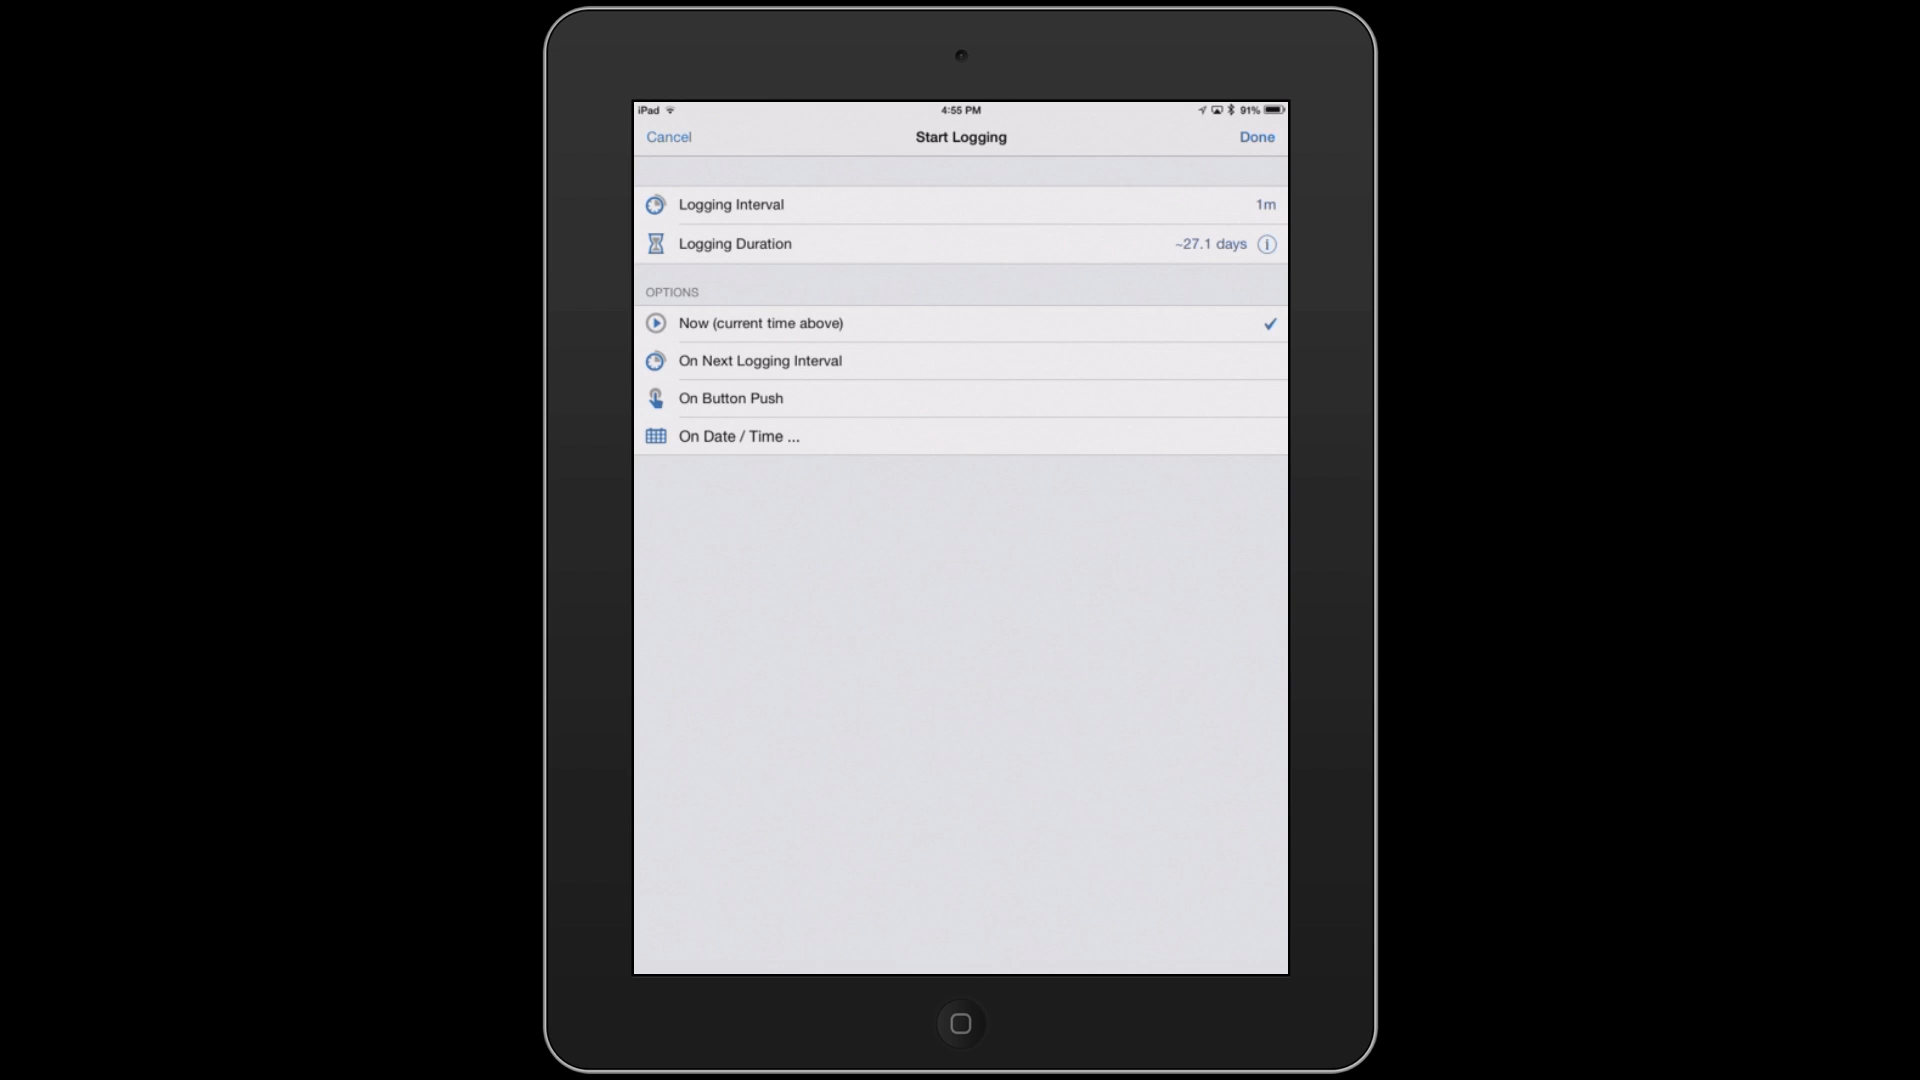 iPad 4:55 PM 91%
Cancel Start Logging Done
Logging Interval 1m
Logging Duration ~27.1 days
OPTIONS
Now (current time above)
On Next Logging Interval
On Button Push
On Date / Time ...